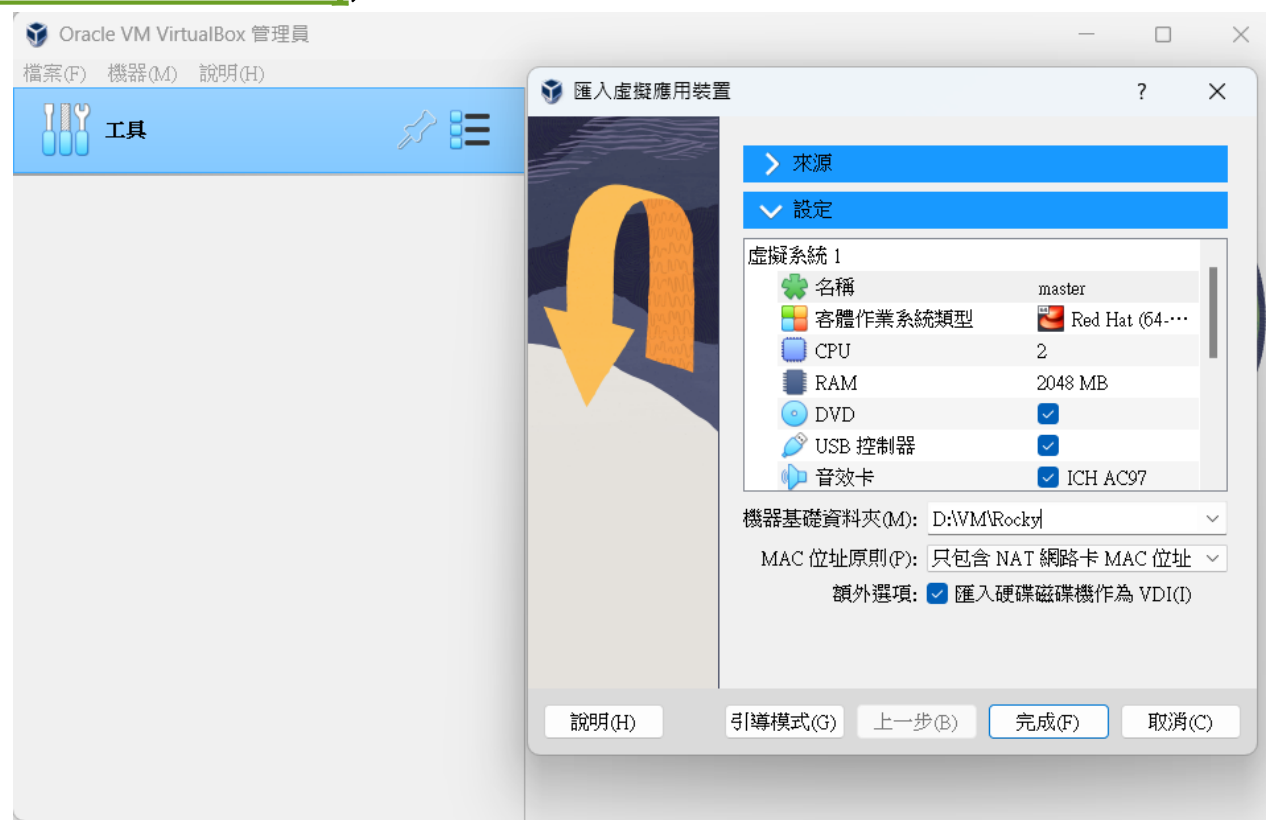 Oracle VM VirtualBox 管理員
檔案(F) 機器(M) 說明(H)
工具
匯入虛擬應用裝置
?
來源
設定
虛擬系統 1
名稱 master
客體作業系統類型 Red Hat (64-⋯
CPU 2
RAM 2048 MB
DVD
USB 控制器
音效卡 ICH AC97
機器基礎資料夾(M): D:\VM\Rocky
MAC 位址原則(P): 只包含 NAT 網路卡 MAC 位址
額外選項: 匯入硬碟磁碟機作為 VDI(I)
說明(H) 引導模式(G) 上一步(B) 完成(F) 取消(C)